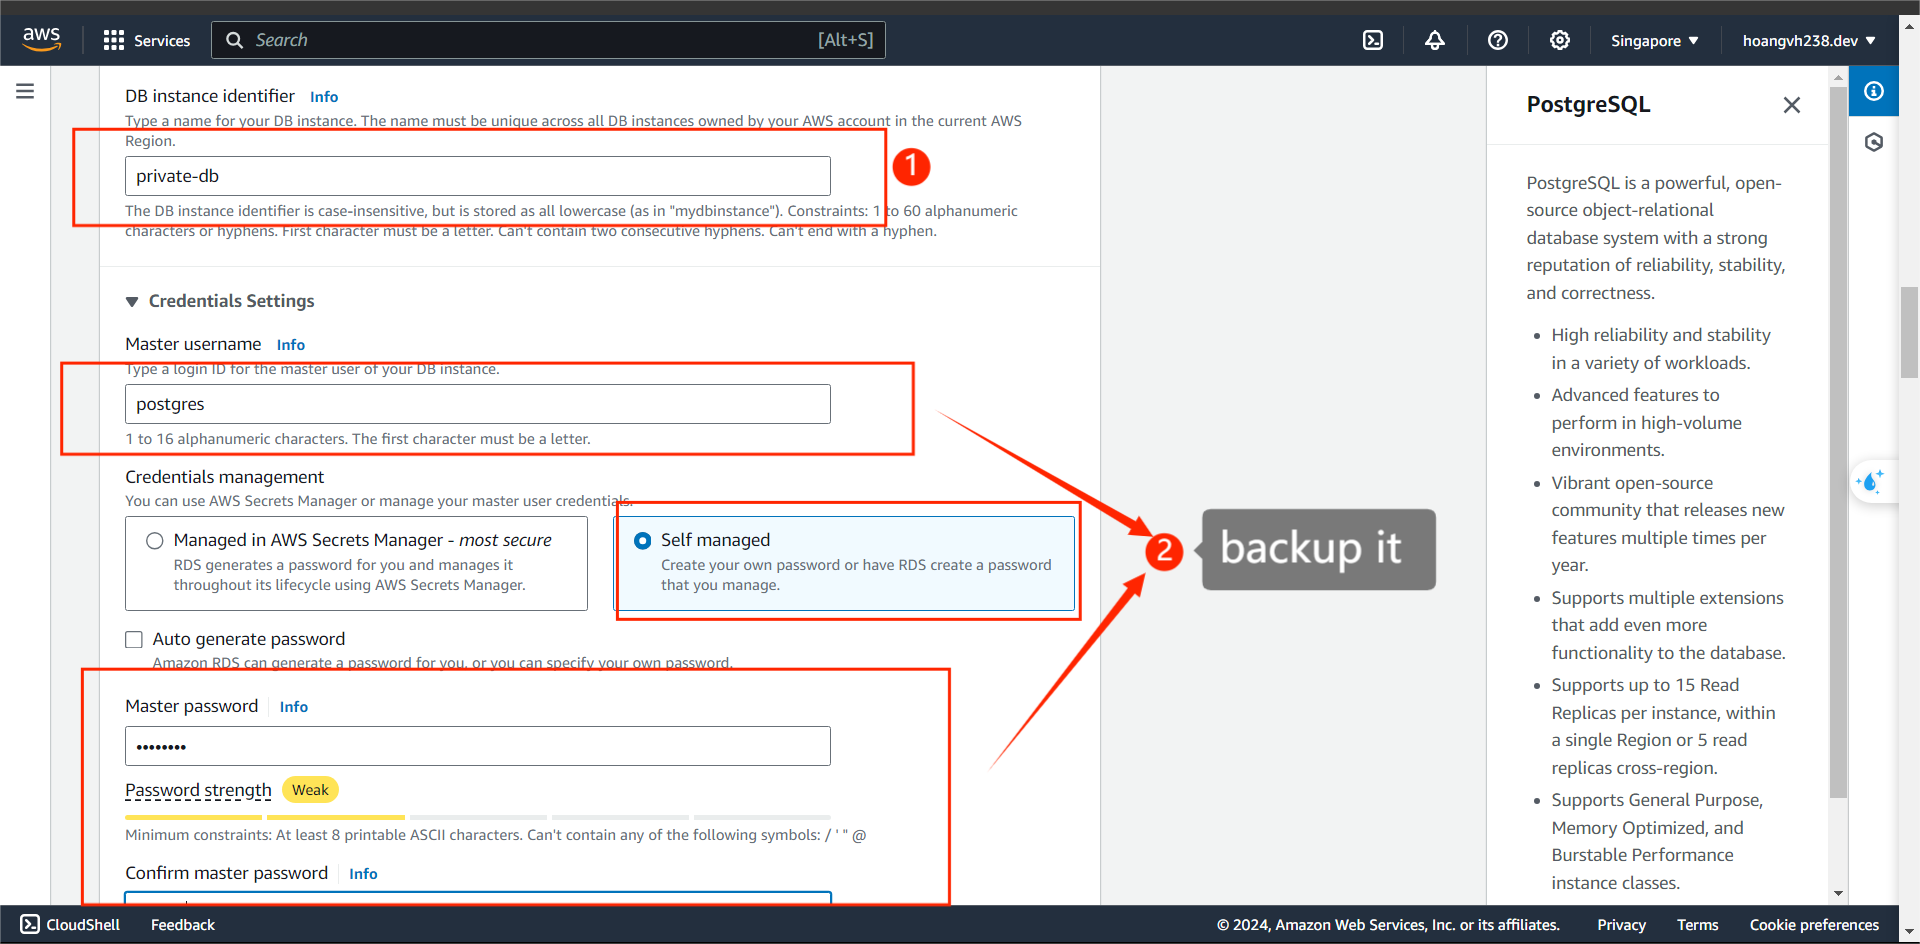 aws
Services
Search
[Alt+S]
Singapore
hoangvh238.dev
DB instance identifier
Info
Type a name for your DB instance. The name must be unique across all DB instances owned by your AWS account in the current AWS
Region.
private-db
1
The DB instance identifier is case-insensitive, but is stored as all lowercase (as in "mydbinstance"). Constraints: 1 to 60 alphanumeric
characters or hyphens. First character must be a letter. Can't contain two consecutive hyphens. Can't end with a hyphen.
Credentials Settings
Master username
Info
Type a login ID for the master user of your DB instance.
postgres
1 to 16 alphanumeric characters. The first character must be a letter.
Credentials management
You can use AWS Secrets Manager or manage your master user credentials.
Managed in AWS Secrets Manager - most secure
RDS generates a password for you and manages it
throughout its lifecycle using AWS Secrets Manager.
Self managed
Create your own password or have RDS create a password
that you manage.
2
backup it
Auto generate password
Amazon RDS can generate a password for you, or you can specify your own password.
Master password
Info
••••••••
Password strength
Weak
Minimum constraints: At least 8 printable ASCII characters. Can't contain any of the following symbols: / ' " @
Confirm master password
Info
PostgreSQL
PostgreSQL is a powerful, open-
source object-relational
database system with a strong
reputation of reliability, stability,
and correctness.
• High reliability and stability
in a variety of workloads.
• Advanced features to
perform in high-volume
environments.
• Vibrant open-source
community that releases new
features multiple times per
year.
• Supports multiple extensions
that add even more
functionality to the database.
• Supports up to 15 Read
Replicas per instance, within
a single Region or 5 read
replicas cross-region.
• Supports General Purpose,
Memory Optimized, and
Burstable Performance
instance classes.
CloudShell
Feedback
© 2024, Amazon Web Services, Inc. or its affiliates.
Privacy
Terms
Cookie preferences